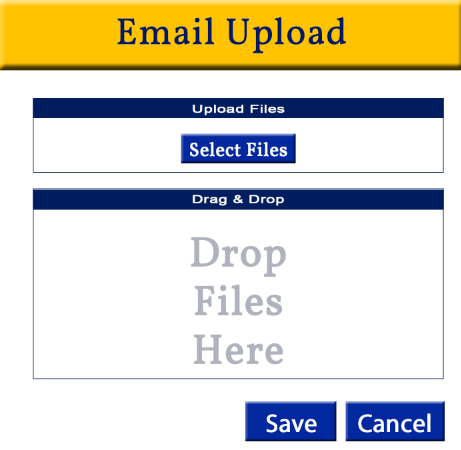 Email Upload
Upload Files
Select Files
Drag & Drop
Drop
Files
Here
Save Cancel